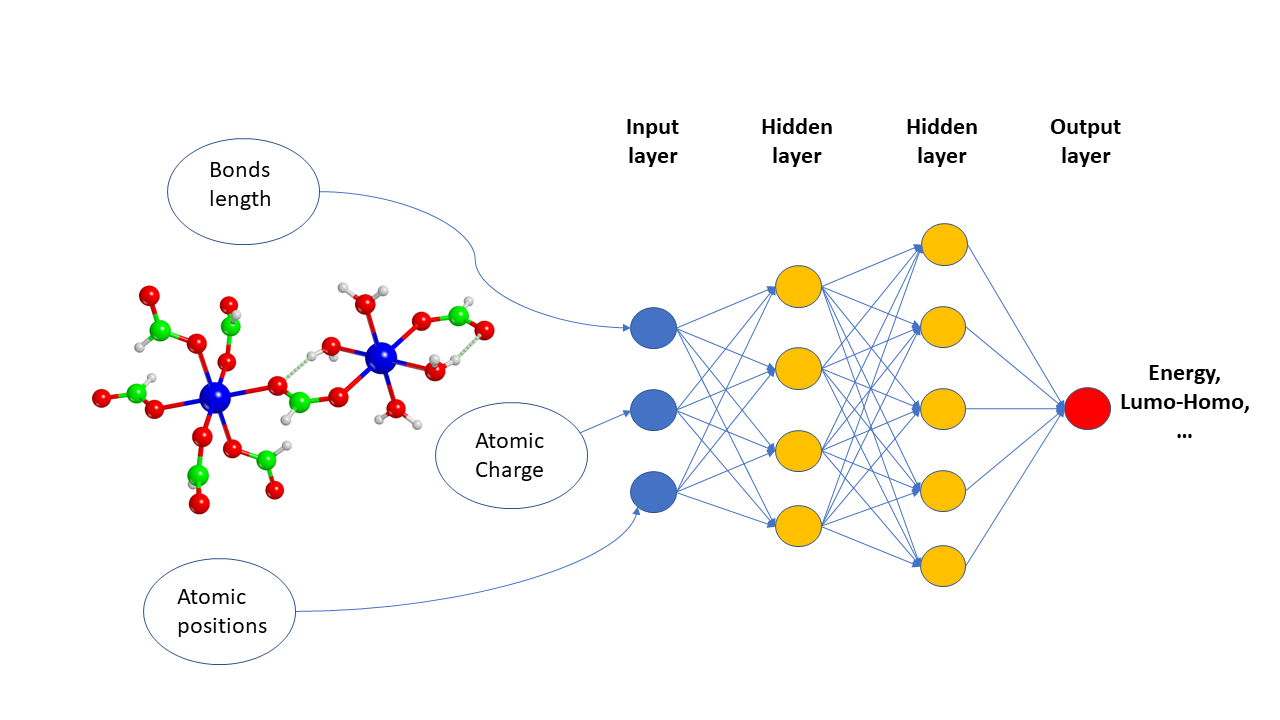 Input
layer
Hidden
layer
Hidden
layer
Output
layer
Bonds
length
Atomic
Charge
Atomic
positions
Energy,
Lumo-Homo,
...